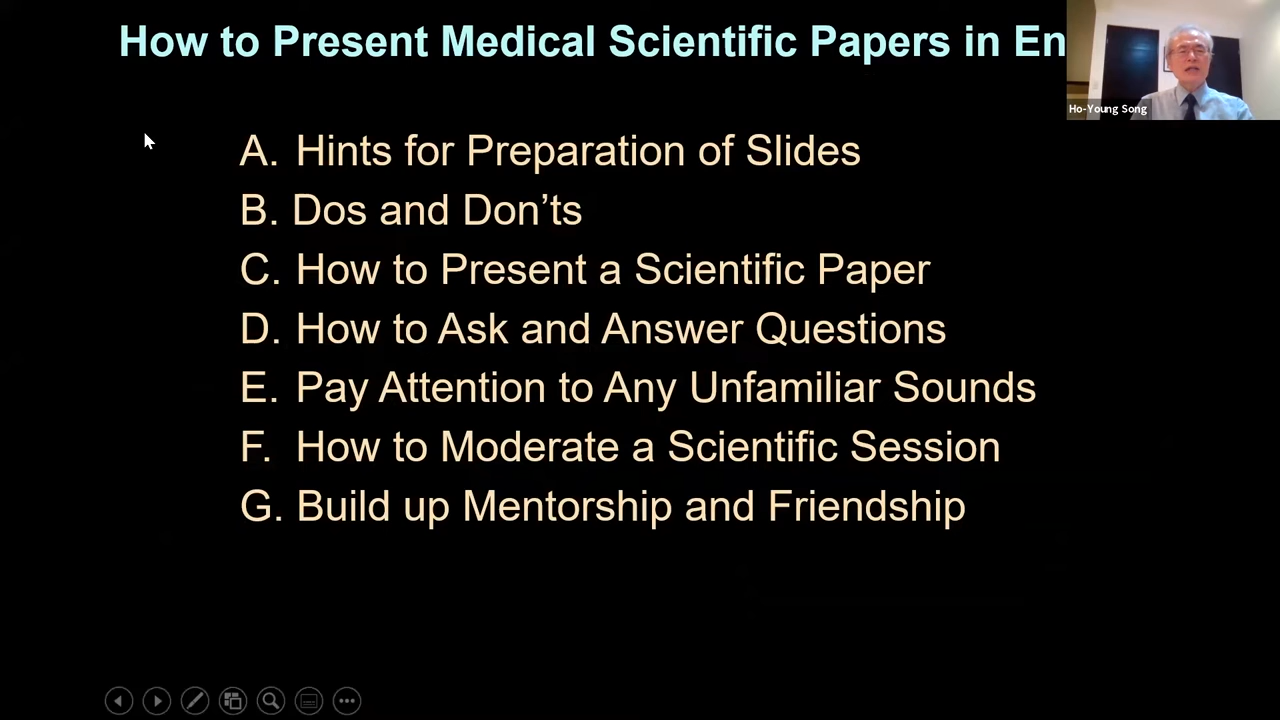 How to Present Medical Scientific Papers in En
Ho-Young Song
A. Hints for Preparation of Slides
B. Dos and Don’ts
C. How to Present a Scientific Paper
D. How to Ask and Answer Questions
E. Pay Attention to Any Unfamiliar Sounds
F. How to Moderate a Scientific Session
G. Build up Mentorship and Friendship